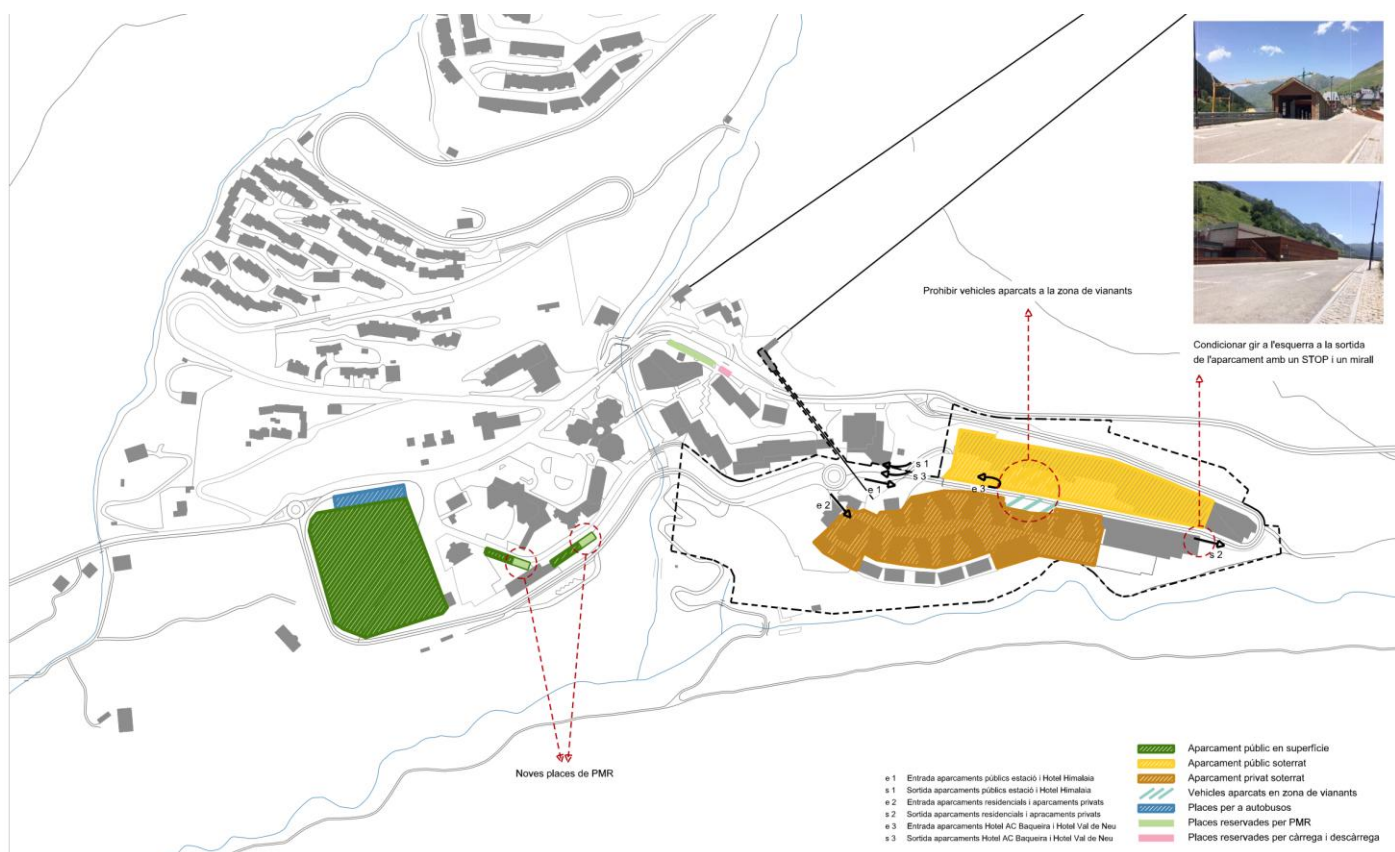 Prohibir vehicles aparcats a la zona de vianants
Condicionar gir a l'esquerra a la sortida
de l'aparcament amb un STOP i un mirall
s 1
s 3
e 1
e 3
e 2
s 2
Noves places de PMR
e 1 Entrada aparcaments públics estació i Hotel Himalaia
s 1 Sortida aparcaments públics estació i Hotel Himalaia
e 2 Entrada aparcaments residencials i aparcaments privats
s 2 Sortida aparcaments residencials i apracaments privats
e 3 Entrada aparcaments Hotel AC Baqueira i Hotel Val de Neu
s 3 Sortida aparcaments Hotel AC Baqueira i Hotel Val de Neu
Aparcament públic en superfície
Aparcament públic soterrat
Aparcament privat soterrat
Vehicles aparcats en zona de vianants
Places per a autobusos
Places reservades per PMR
Places reservades per càrrega i descàrrega